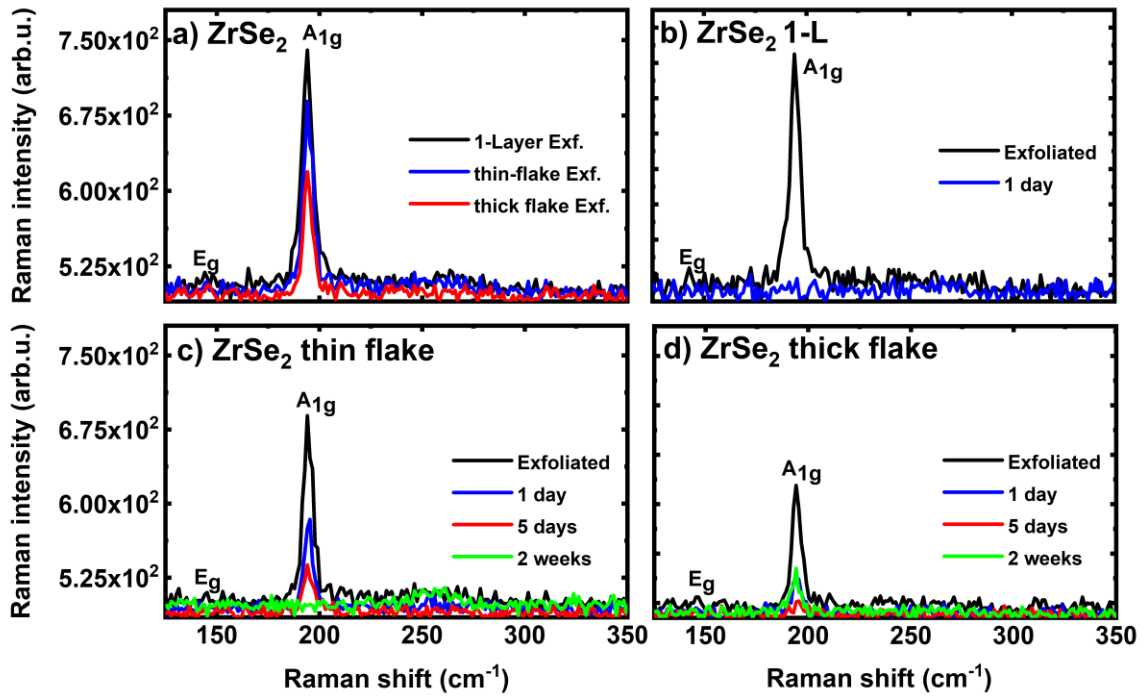 a) ZrSe₂
A₁g
1-Layer Exf.
thin-flake Exf.
thick flake Exf.
Eg
7.50x10²
6.75x10²
6.00x10²
5.25x10²
Raman intensity (arb.u.)
b) ZrSe₂ 1-L
A₁g
Exfoliated
1 day
Eg
c) ZrSe₂ thin flake
A₁g
Exfoliated
1 day
5 days
2 weeks
Eg
7.50x10²
6.75x10²
6.00x10²
5.25x10²
Raman intensity (arb.u.)
150 200 250 300 350
Raman shift (cm⁻¹)
d) ZrSe₂ thick flake
A₁g
Exfoliated
1 day
5 days
2 weeks
Eg
150 200 250 300 350
Raman shift (cm⁻¹)